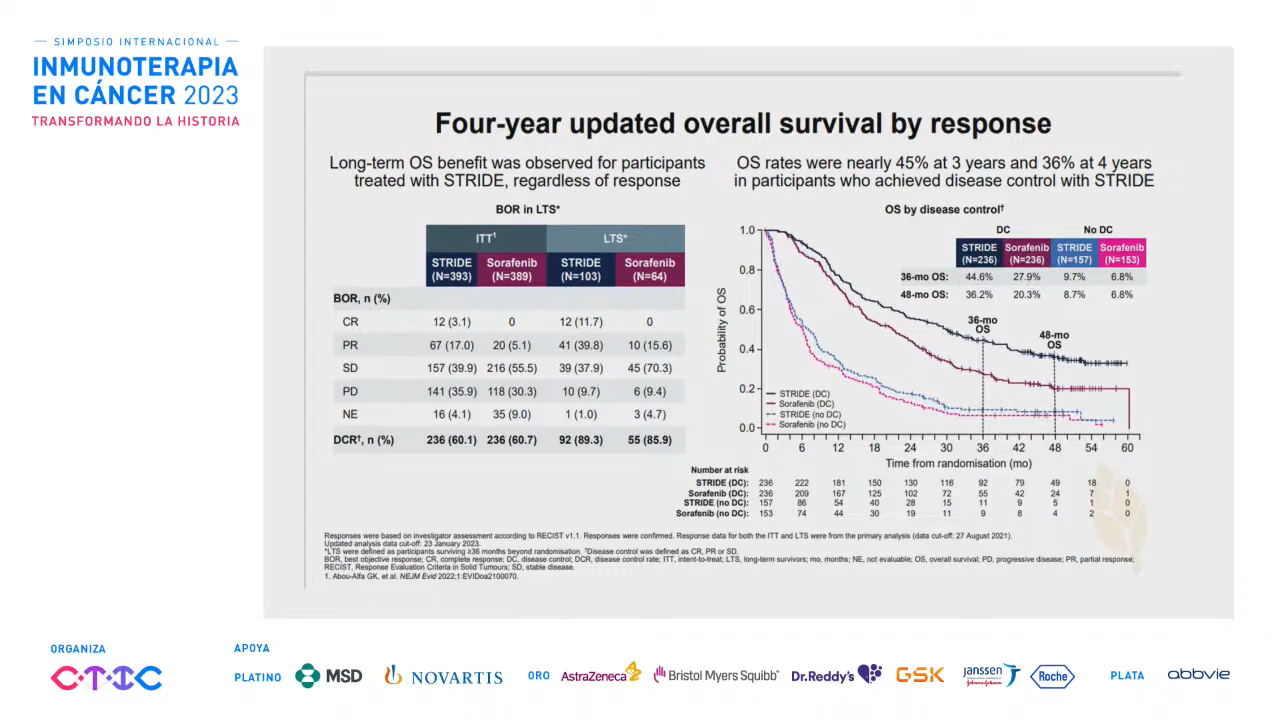 SIMPOSIO INTERNACIONAL
INMUNOTERAPIA
EN CÁNCER 2023
TRANSFORMANDO LA HISTORIA
Four-year updated overall survival by response
Long-term OS benefit was observed for participants
treated with STRIDE, regardless of response
BOR in LTS*
ITT¹ LTS*
STRIDE (N=393) Sorafenib (N=389) STRIDE (N=103) Sorafenib (N=64)
BOR, n (%)
CR 12 (3.1) 0 12 (11.7) 0
PR 67 (17.0) 20 (5.1) 41 (39.8) 10 (15.6)
SD 157 (39.9) 216 (55.5) 39 (37.9) 45 (70.3)
PD 141 (35.9) 118 (30.3) 10 (9.7) 6 (9.4)
NE 16 (4.1) 35 (9.0) 1 (1.0) 3 (4.7)
DCR†, n (%) 236 (60.1) 236 (60.7) 92 (89.3) 55 (85.9)
OS rates were nearly 45% at 3 years and 36% at 4 years
in participants who achieved disease control with STRIDE
OS by disease control†
DC No DC
STRIDE (N=236) Sorafenib (N=236) STRIDE (N=157) Sorafenib (N=153)
36-mo OS: 44.6% 27.9% 9.7% 6.8%
48-mo OS: 36.2% 20.3% 8.7% 6.8%
36-mo OS
48-mo OS
Probability of OS
1.0
0.8
0.6
0.4
0.2
0.0
STRIDE (DC)
Sorafenib (DC)
STRIDE (no DC)
Sorafenib (no DC)
0 6 12 18 24 30 36 42 48 54 60
Time from randomisation (mo)
Number at risk
STRIDE (DC): 236 222 181 150 130 116 92 79 49 18 0
Sorafenib (DC): 236 209 167 125 102 72 55 42 24 7 1
STRIDE (no DC): 157 86 54 40 28 15 11 9 5 1 0
Sorafenib (no DC): 153 74 44 30 19 11 9 8 4 2 0
Responses were based on investigator assessment according to RECIST v1.1. Responses were confirmed. Response data for both the ITT and LTS were from the primary analysis (data cut-off: 27 August 2021).
Updated analysis data cut-off: 23 January 2023.
*LTS were defined as participants surviving ≥36 months beyond randomisation. †Disease control was defined as CR, PR or SD.
BOR, best objective response; CR, complete response; DC, disease control; DCR, disease control rate; ITT, intent-to-treat; LTS, long-term survivors; mo, months; NE, not evaluable; OS, overall survival; PD, progressive disease; PR, partial response;
RECIST, Response Evaluation Criteria in Solid Tumours; SD, stable disease.
1. Abou-Alfa GK, et al. NEJM Evid 2022;1:EVIDoa2100070.
ORGANIZA
CTIC
APOYA
PLATINO MSD NOVARTIS ORO AstraZeneca Bristol Myers Squibb Dr.Reddy's GSK Janssen Johnson-Johnson Roche PLATA abbvie